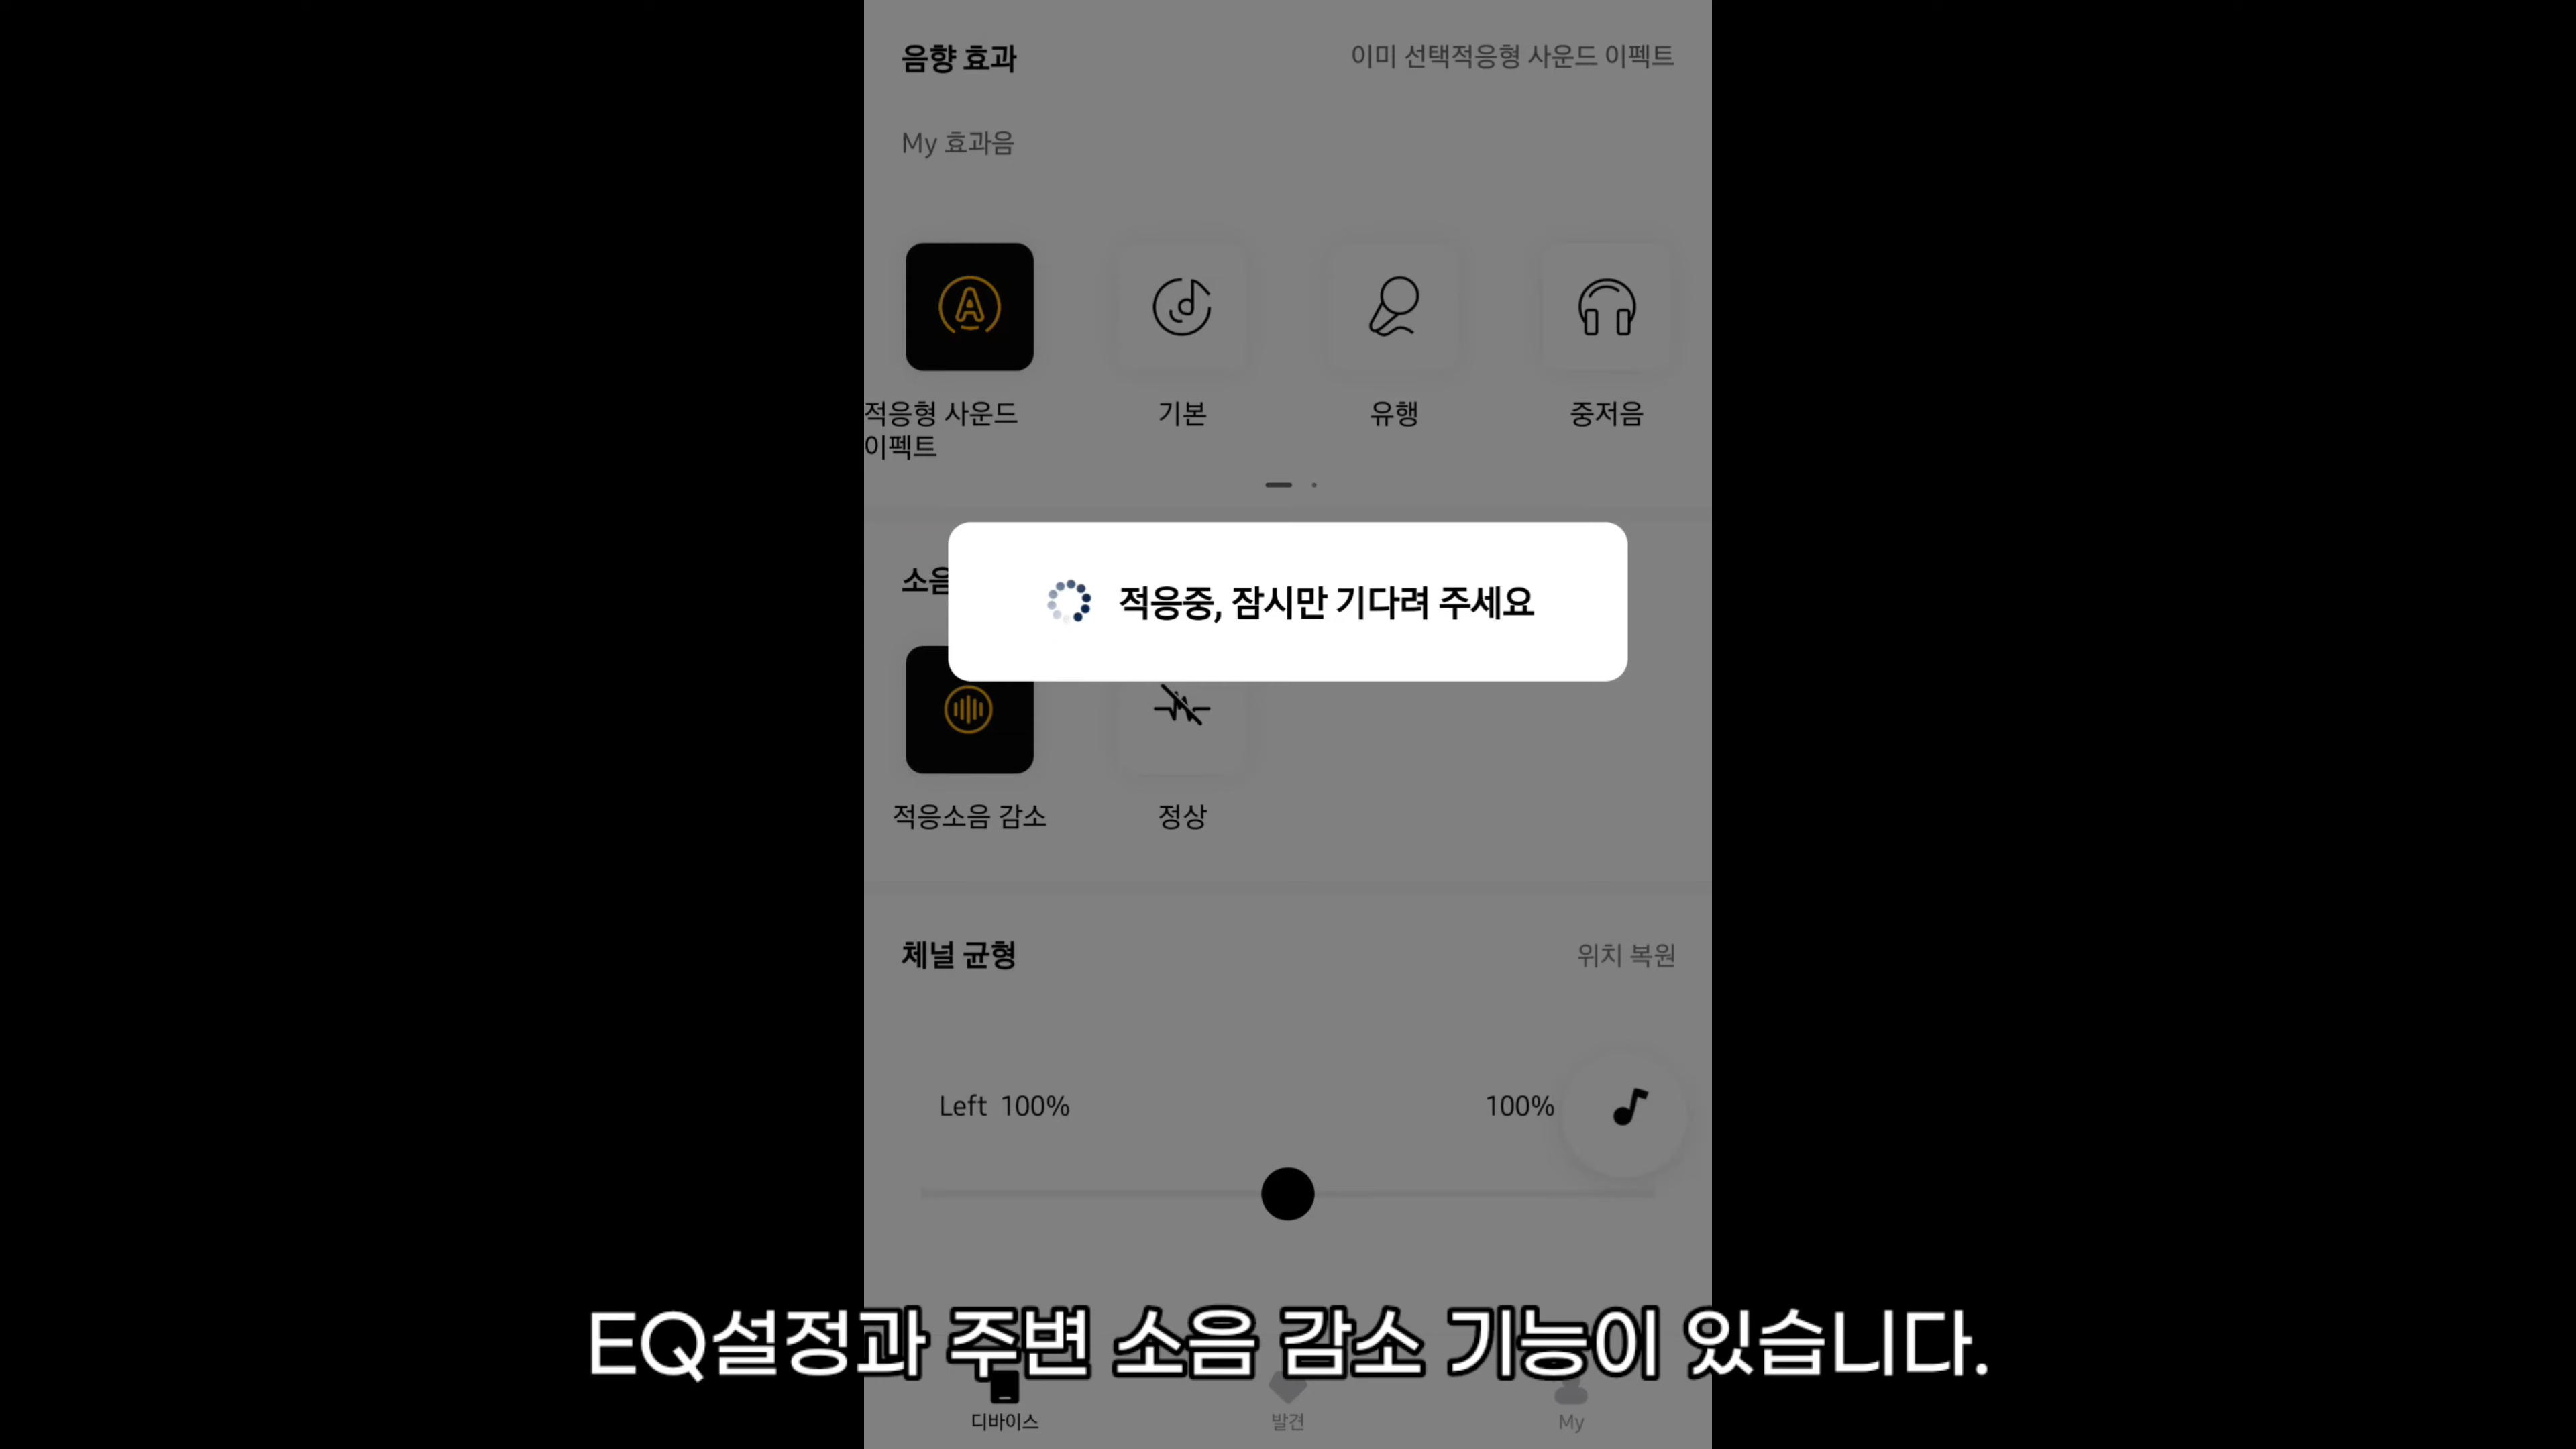 음향 효과
이미 선택적응형 사운드 이펙트
My 효과음
적응형 사운드
이펙트
기본
유행
중저음
소음
적응중, 잠시만 기다려 주세요
적응소음 감소
정상
체널 균형
위치 복원
Left 100%
100%
EQ설정과 주변 소음 감소 기능이 있습니다.
디바이스
발견
My